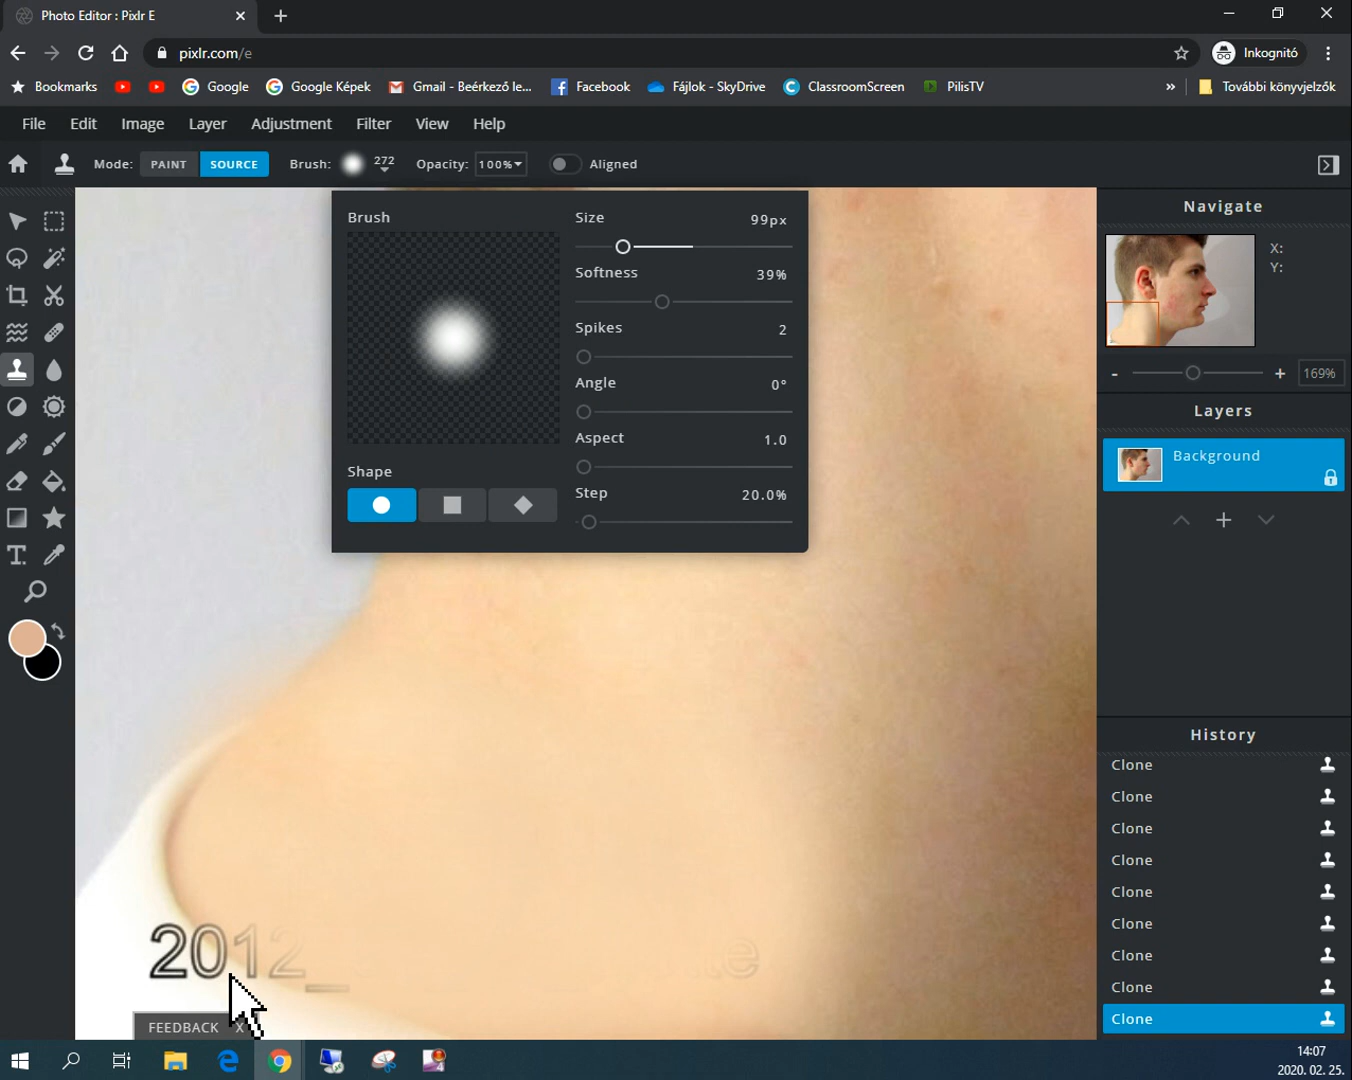 Photo Editor : Pixlr E
pixlr.com/e
Inkognitó
Bookmarks
Google
Google Képek
Gmail - Beérkező le...
Facebook
Fájlok - SkyDrive
ClassroomScreen
PilisTV
»
További könyvjelzők
File Edit Image Layer Adjustment Filter View Help
Mode: PAINT SOURCE Brush: 272 Opacity: 100% Aligned
Brush
Size 99px
Softness 39%
Spikes 2
Angle 0°
Aspect 1.0
Step 20.0%
Shape
Navigate
X:
Y:
- + 169%
Layers
Background
History
Clone
Clone
Clone
Clone
Clone
Clone
Clone
Clone
Clone
2012_
FEEDBACK X
14:07
2020. 02. 25.